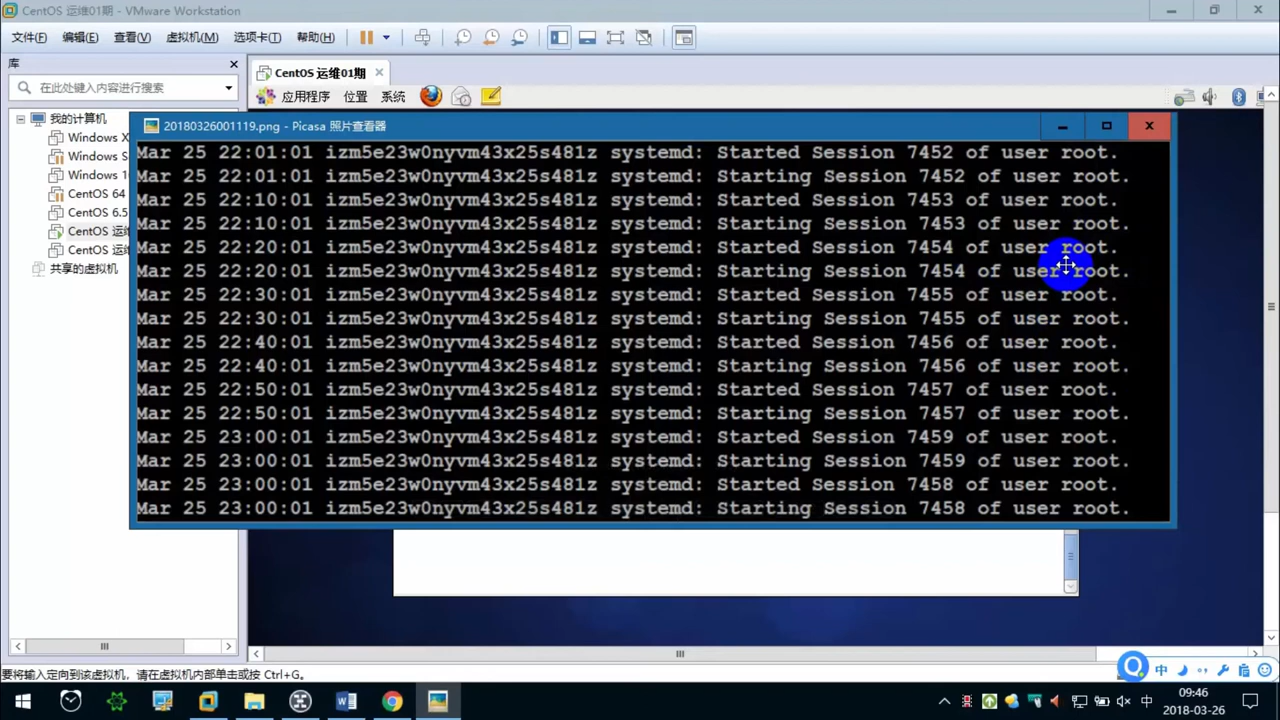 CentOS 运维01期 - VMware Workstation
文件(F) 编辑(E) 查看(V) 虚拟机(M) 选项卡(T) 帮助(H)
库
在此处键入内容进行搜索
CentOS 运维01期
应用程序 位置 系统
我的计算机
Windows X
Windows S
Windows 10
CentOS 64
CentOS 6.5
CentOS 运维
CentOS 运维
共享的虚拟机
20180326001119.png - Picasa 照片查看器
Mar 25 22:01:01 izm5e23w0nyvm43x25s481z systemd: Started Session 7452 of user root.
Mar 25 22:01:01 izm5e23w0nyvm43x25s481z systemd: Starting Session 7452 of user root.
Mar 25 22:10:01 izm5e23w0nyvm43x25s481z systemd: Started Session 7453 of user root.
Mar 25 22:10:01 izm5e23w0nyvm43x25s481z systemd: Starting Session 7453 of user root.
Mar 25 22:20:01 izm5e23w0nyvm43x25s481z systemd: Started Session 7454 of user root.
Mar 25 22:20:01 izm5e23w0nyvm43x25s481z systemd: Starting Session 7454 of user root.
Mar 25 22:30:01 izm5e23w0nyvm43x25s481z systemd: Started Session 7455 of user root.
Mar 25 22:30:01 izm5e23w0nyvm43x25s481z systemd: Starting Session 7455 of user root.
Mar 25 22:40:01 izm5e23w0nyvm43x25s481z systemd: Started Session 7456 of user root.
Mar 25 22:40:01 izm5e23w0nyvm43x25s481z systemd: Starting Session 7456 of user root.
Mar 25 22:50:01 izm5e23w0nyvm43x25s481z systemd: Started Session 7457 of user root.
Mar 25 22:50:01 izm5e23w0nyvm43x25s481z systemd: Starting Session 7457 of user root.
Mar 25 23:00:01 izm5e23w0nyvm43x25s481z systemd: Started Session 7459 of user root.
Mar 25 23:00:01 izm5e23w0nyvm43x25s481z systemd: Starting Session 7459 of user root.
Mar 25 23:00:01 izm5e23w0nyvm43x25s481z systemd: Started Session 7458 of user root.
Mar 25 23:00:01 izm5e23w0nyvm43x25s481z systemd: Starting Session 7458 of user root.
要将输入定向到该虚拟机，请在虚拟机内部单击或按 Ctrl+G。
中
中
09:46
2018-03-26